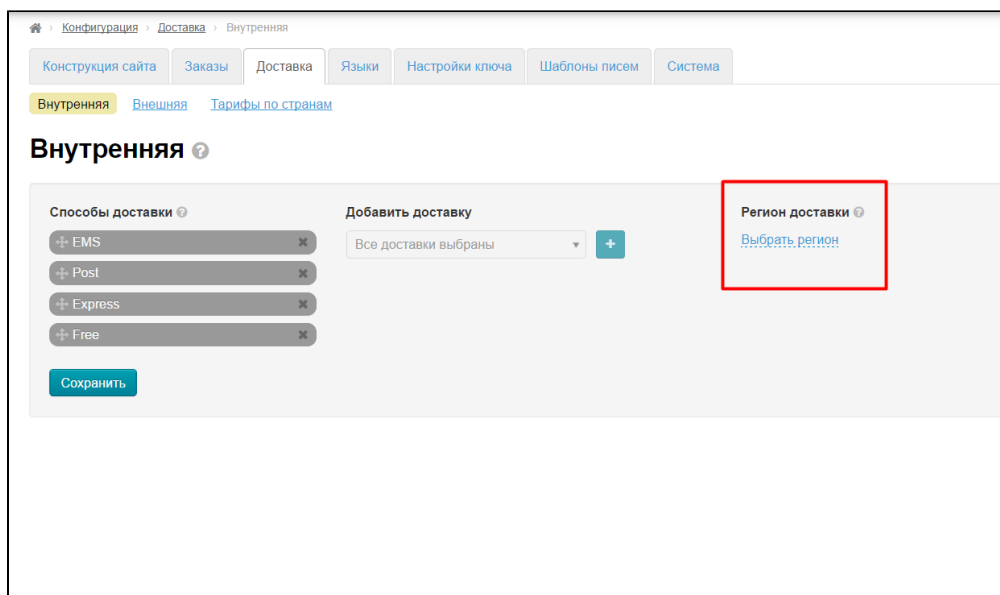 Конфигурация › Доставка › Внутренняя
Конструкция сайта Заказы Доставка Языки Настройки ключа Шаблоны писем Система
Внутренняя Внешняя Тарифы по странам
Внутренняя ?
Способы доставки ? Добавить доставку Регион доставки ?
EMS Все доставки выбраны + Выбрать регион
Post
Express
Free
Сохранить